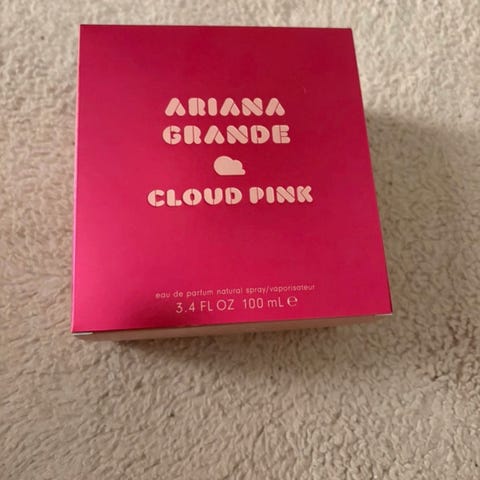 ARIANA
GRANDE
CLOUD PINK
eau de parfum natural spray/vaporisateur
3.4 FL OZ 100 mL ℮